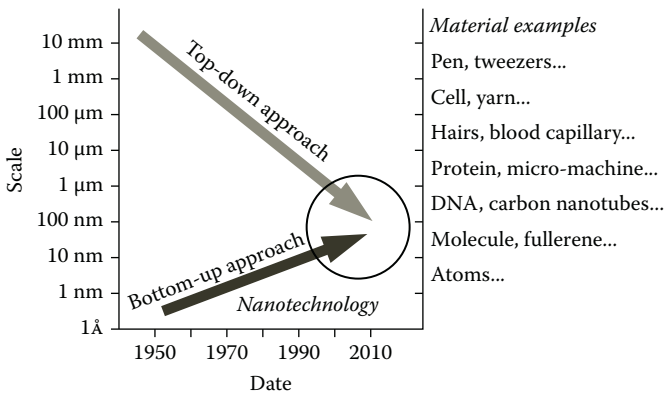 Scale
10 mm
1 mm
100 µm
10 µm
1 µm
100 nm
10 nm
1 nm
1Å
Top-down approach
Bottom-up approach
Nanotechnology
1950
1970
1990
2010
Date
Material examples
Pen, tweezers...
Cell, yarn...
Hairs, blood capillary...
Protein, micro-machine...
DNA, carbon nanotubes...
Molecule, fullerene...
Atoms...